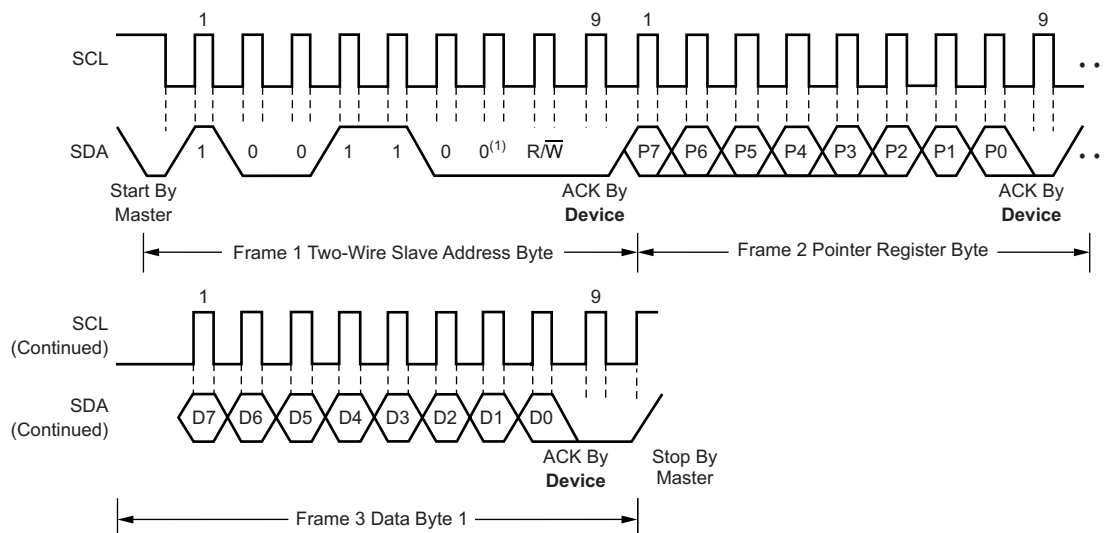 1 9 1 9
SCL
SDA 1 0 0 1 1 0 0(1) R/W̅ P7 P6 P5 P4 P3 P2 P1 P0
Start By
Master
ACK By
Device
ACK By
Device
Frame 1 Two-Wire Slave Address Byte
Frame 2 Pointer Register Byte
1 9
SCL
(Continued)
SDA
(Continued)
D7 D6 D5 D4 D3 D2 D1 D0
ACK By
Device
Stop By
Master
Frame 3 Data Byte 1